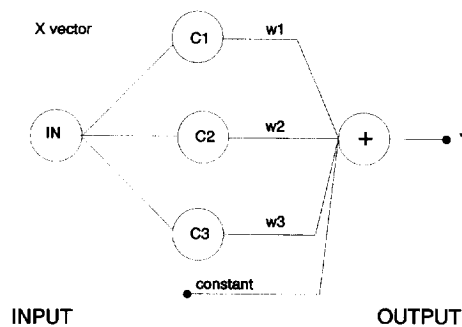 X vector
C1
w1
IN
C2
w2
+
C3
w3
constant
INPUT
OUTPUT